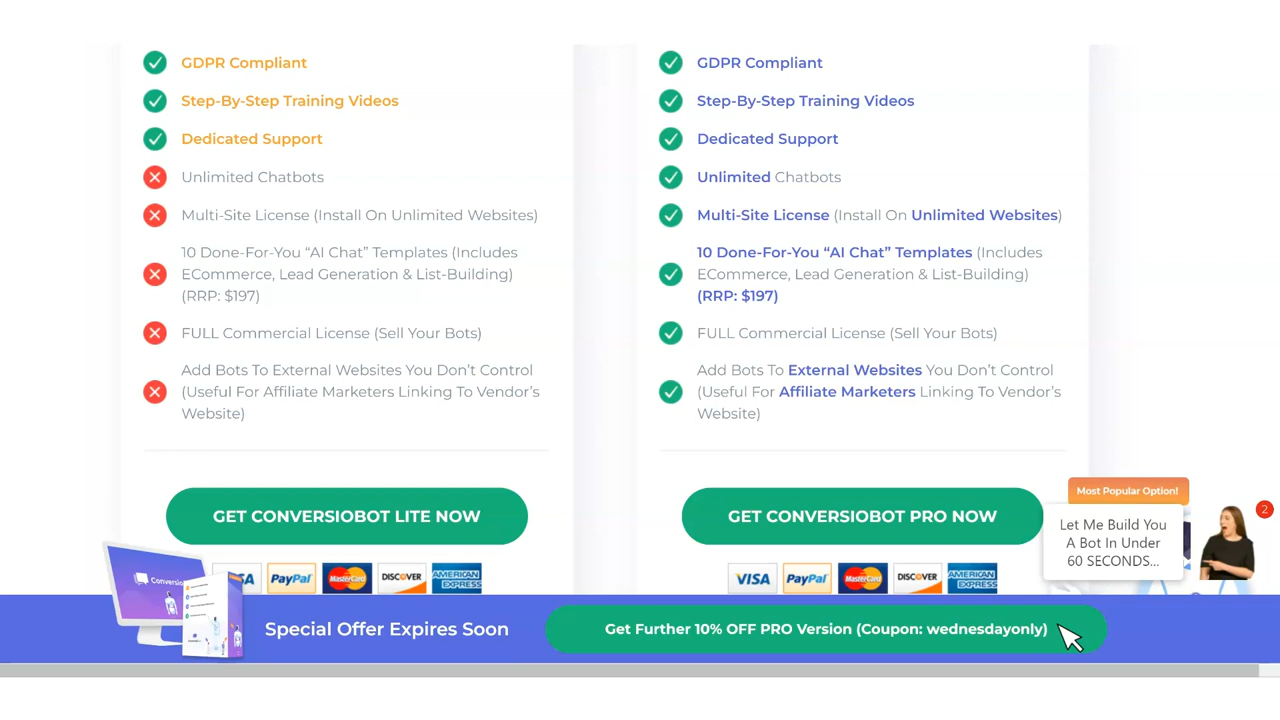 GDPR Compliant
Step-By-Step Training Videos
Dedicated Support
Unlimited Chatbots
Multi-Site License (Install On Unlimited Websites)
10 Done-For-You “AI Chat” Templates (Includes
ECommerce, Lead Generation & List-Building)
(RRP: $197)
FULL Commercial License (Sell Your Bots)
Add Bots To External Websites You Don’t Control
(Useful For Affiliate Marketers Linking To Vendor’s
Website)
GET CONVERSIOBOT LITE NOW
PayPal
MasterCard
DISCOVER
AMERICAN
EXPRESS
GDPR Compliant
Step-By-Step Training Videos
Dedicated Support
Unlimited Chatbots
Multi-Site License (Install On Unlimited Websites)
10 Done-For-You “AI Chat” Templates (Includes
ECommerce, Lead Generation & List-Building)
(RRP: $197)
FULL Commercial License (Sell Your Bots)
Add Bots To External Websites You Don’t Control
(Useful For Affiliate Marketers Linking To Vendor’s
Website)
GET CONVERSIOBOT PRO NOW
VISA
PayPal
MasterCard
DISCOVER
AMERICAN
EXPRESS
Most Popular Option!
Let Me Build You
A Bot In Under
60 SECONDS...
2
Special Offer Expires Soon
Get Further 10% OFF PRO Version (Coupon: wednesdayonly)